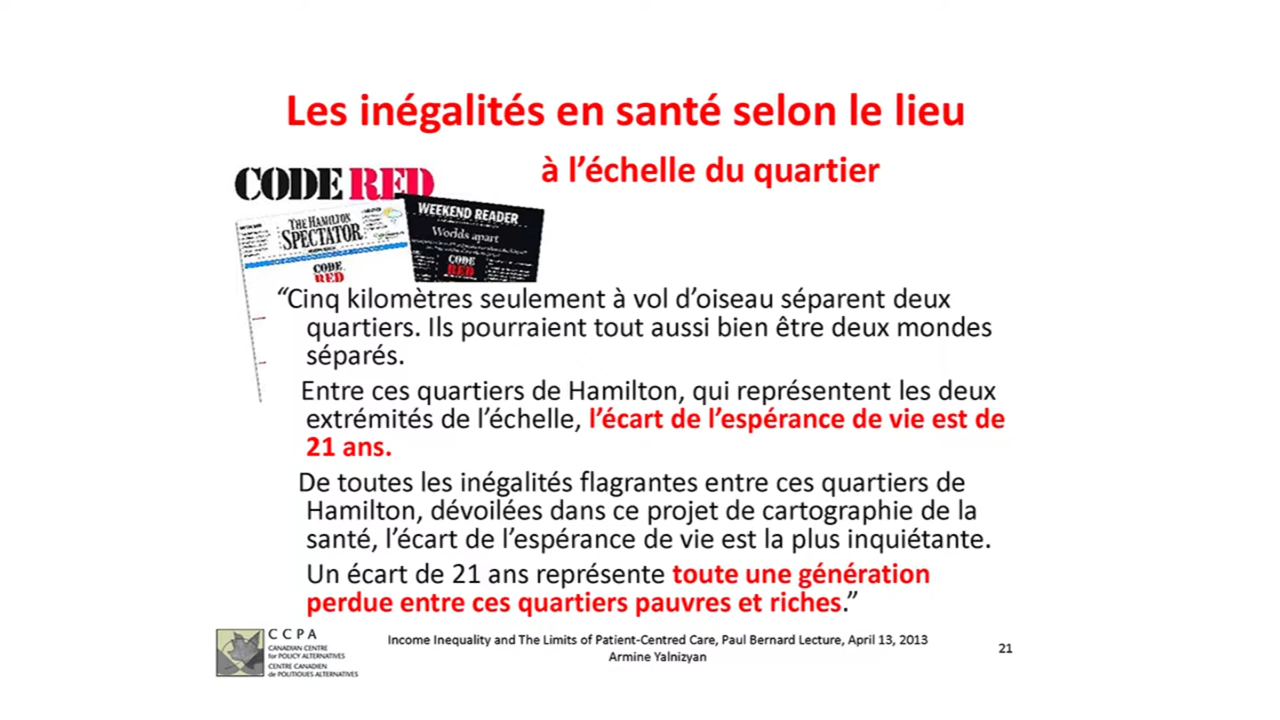 Les inégalités en santé selon le lieu
à l’échelle du quartier
CODE RED
THE HAMILTON
SPECTATOR
CODE
RED
WEEKEND READER
Worlds apart
CODE
RED
“Cinq kilomètres seulement à vol d’oiseau séparent deux
quartiers. Ils pourraient tout aussi bien être deux mondes
séparés.
Entre ces quartiers de Hamilton, qui représentent les deux
extrémités de l’échelle, l’écart de l’espérance de vie est de
21 ans.
De toutes les inégalités flagrantes entre ces quartiers de
Hamilton, dévoilées dans ce projet de cartographie de la
santé, l’écart de l’espérance de vie est la plus inquiétante.
Un écart de 21 ans représente toute une génération
perdue entre ces quartiers pauvres et riches.”
CCPA
CANADIAN CENTRE
for POLICY ALTERNATIVES
CENTRE CANADIEN
de POLITIQUES ALTERNATIVES
Income Inequality and The Limits of Patient-Centred Care, Paul Bernard Lecture, April 13, 2013
Armine Yalnizyan
21